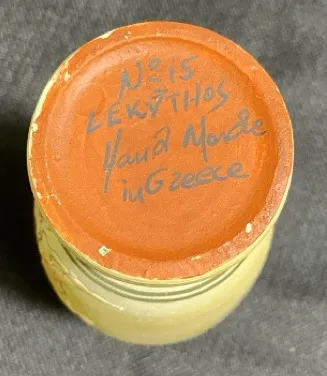 Nº 15
LEKYTHOS
Hand Made
in Greece